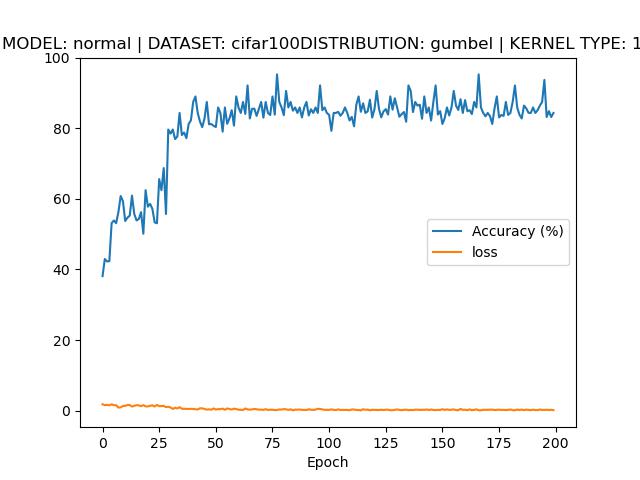 MODEL: normal | DATASET: cifar100DISTRIBUTION: gumbel | KERNEL TYPE: 1
100
80
60
40
20
0
Accuracy (%)
loss
0 25 50 75 100 125 150 175 200
Epoch